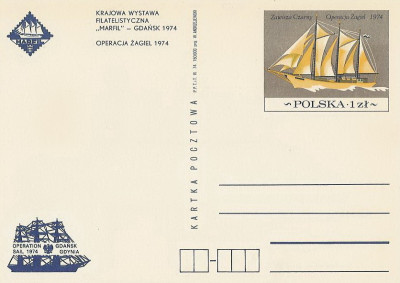 MARFIL
KRAJOWA WYSTAWA
FILATELISTYCZNA
„MARFIL" – GDAŃSK 1974
OPERACJA ŻAGIEL 1974
Zawisza Czarny Operacja Żagiel 1974
POLSKA · 1 zł
KARTKA POCZTOWA
OPERATION GDAŃSK
SAIL 1974 GDYNIA